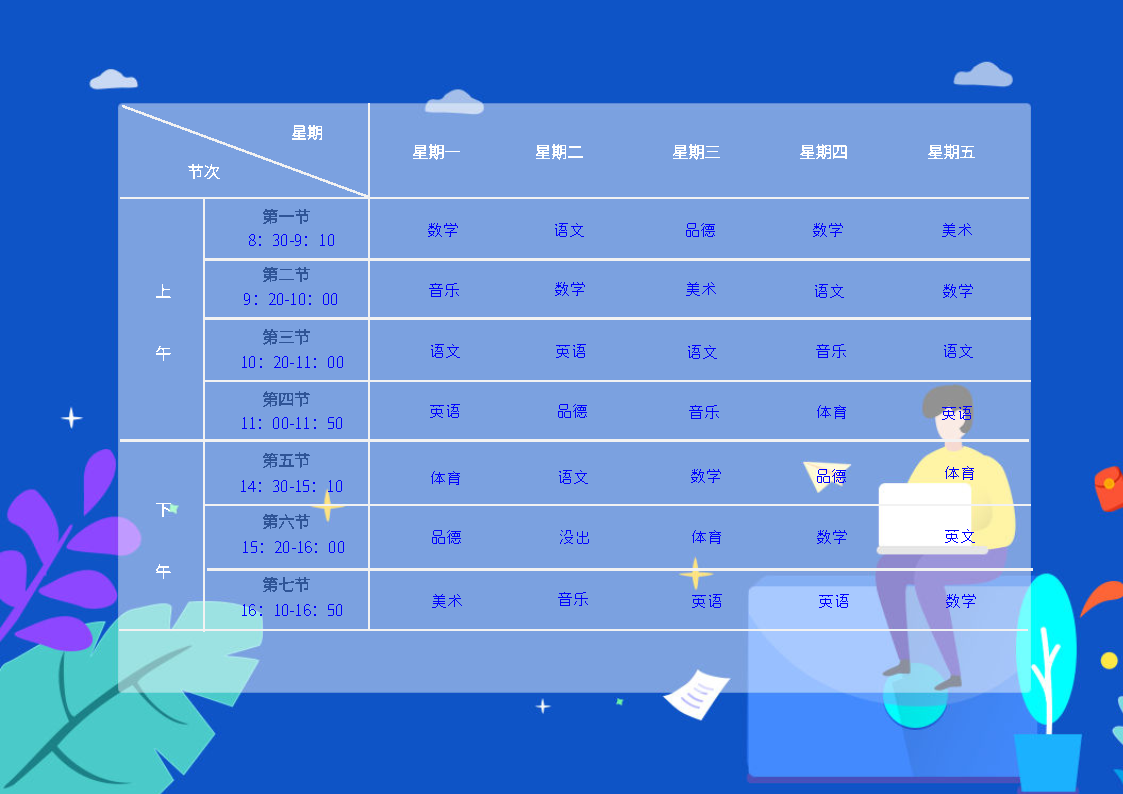 星期
节次
星期一 星期二 星期三 星期四 星期五
上午
第一节
8：30-9：10
数学 语文 品德 数学 美术
第二节
9：20-10：00
音乐 数学 美术 语文 数学
第三节
10：20-11：00
语文 英语 语文 音乐 语文
第四节
11：00-11：50
英语 品德 音乐 体育 英语
下午
第五节
14：30-15：10
体育 语文 数学 品德 体育
第六节
15：20-16：00
品德 没出 体育 数学 英文
第七节
16：10-16：50
美术 音乐 英语 英语 数学